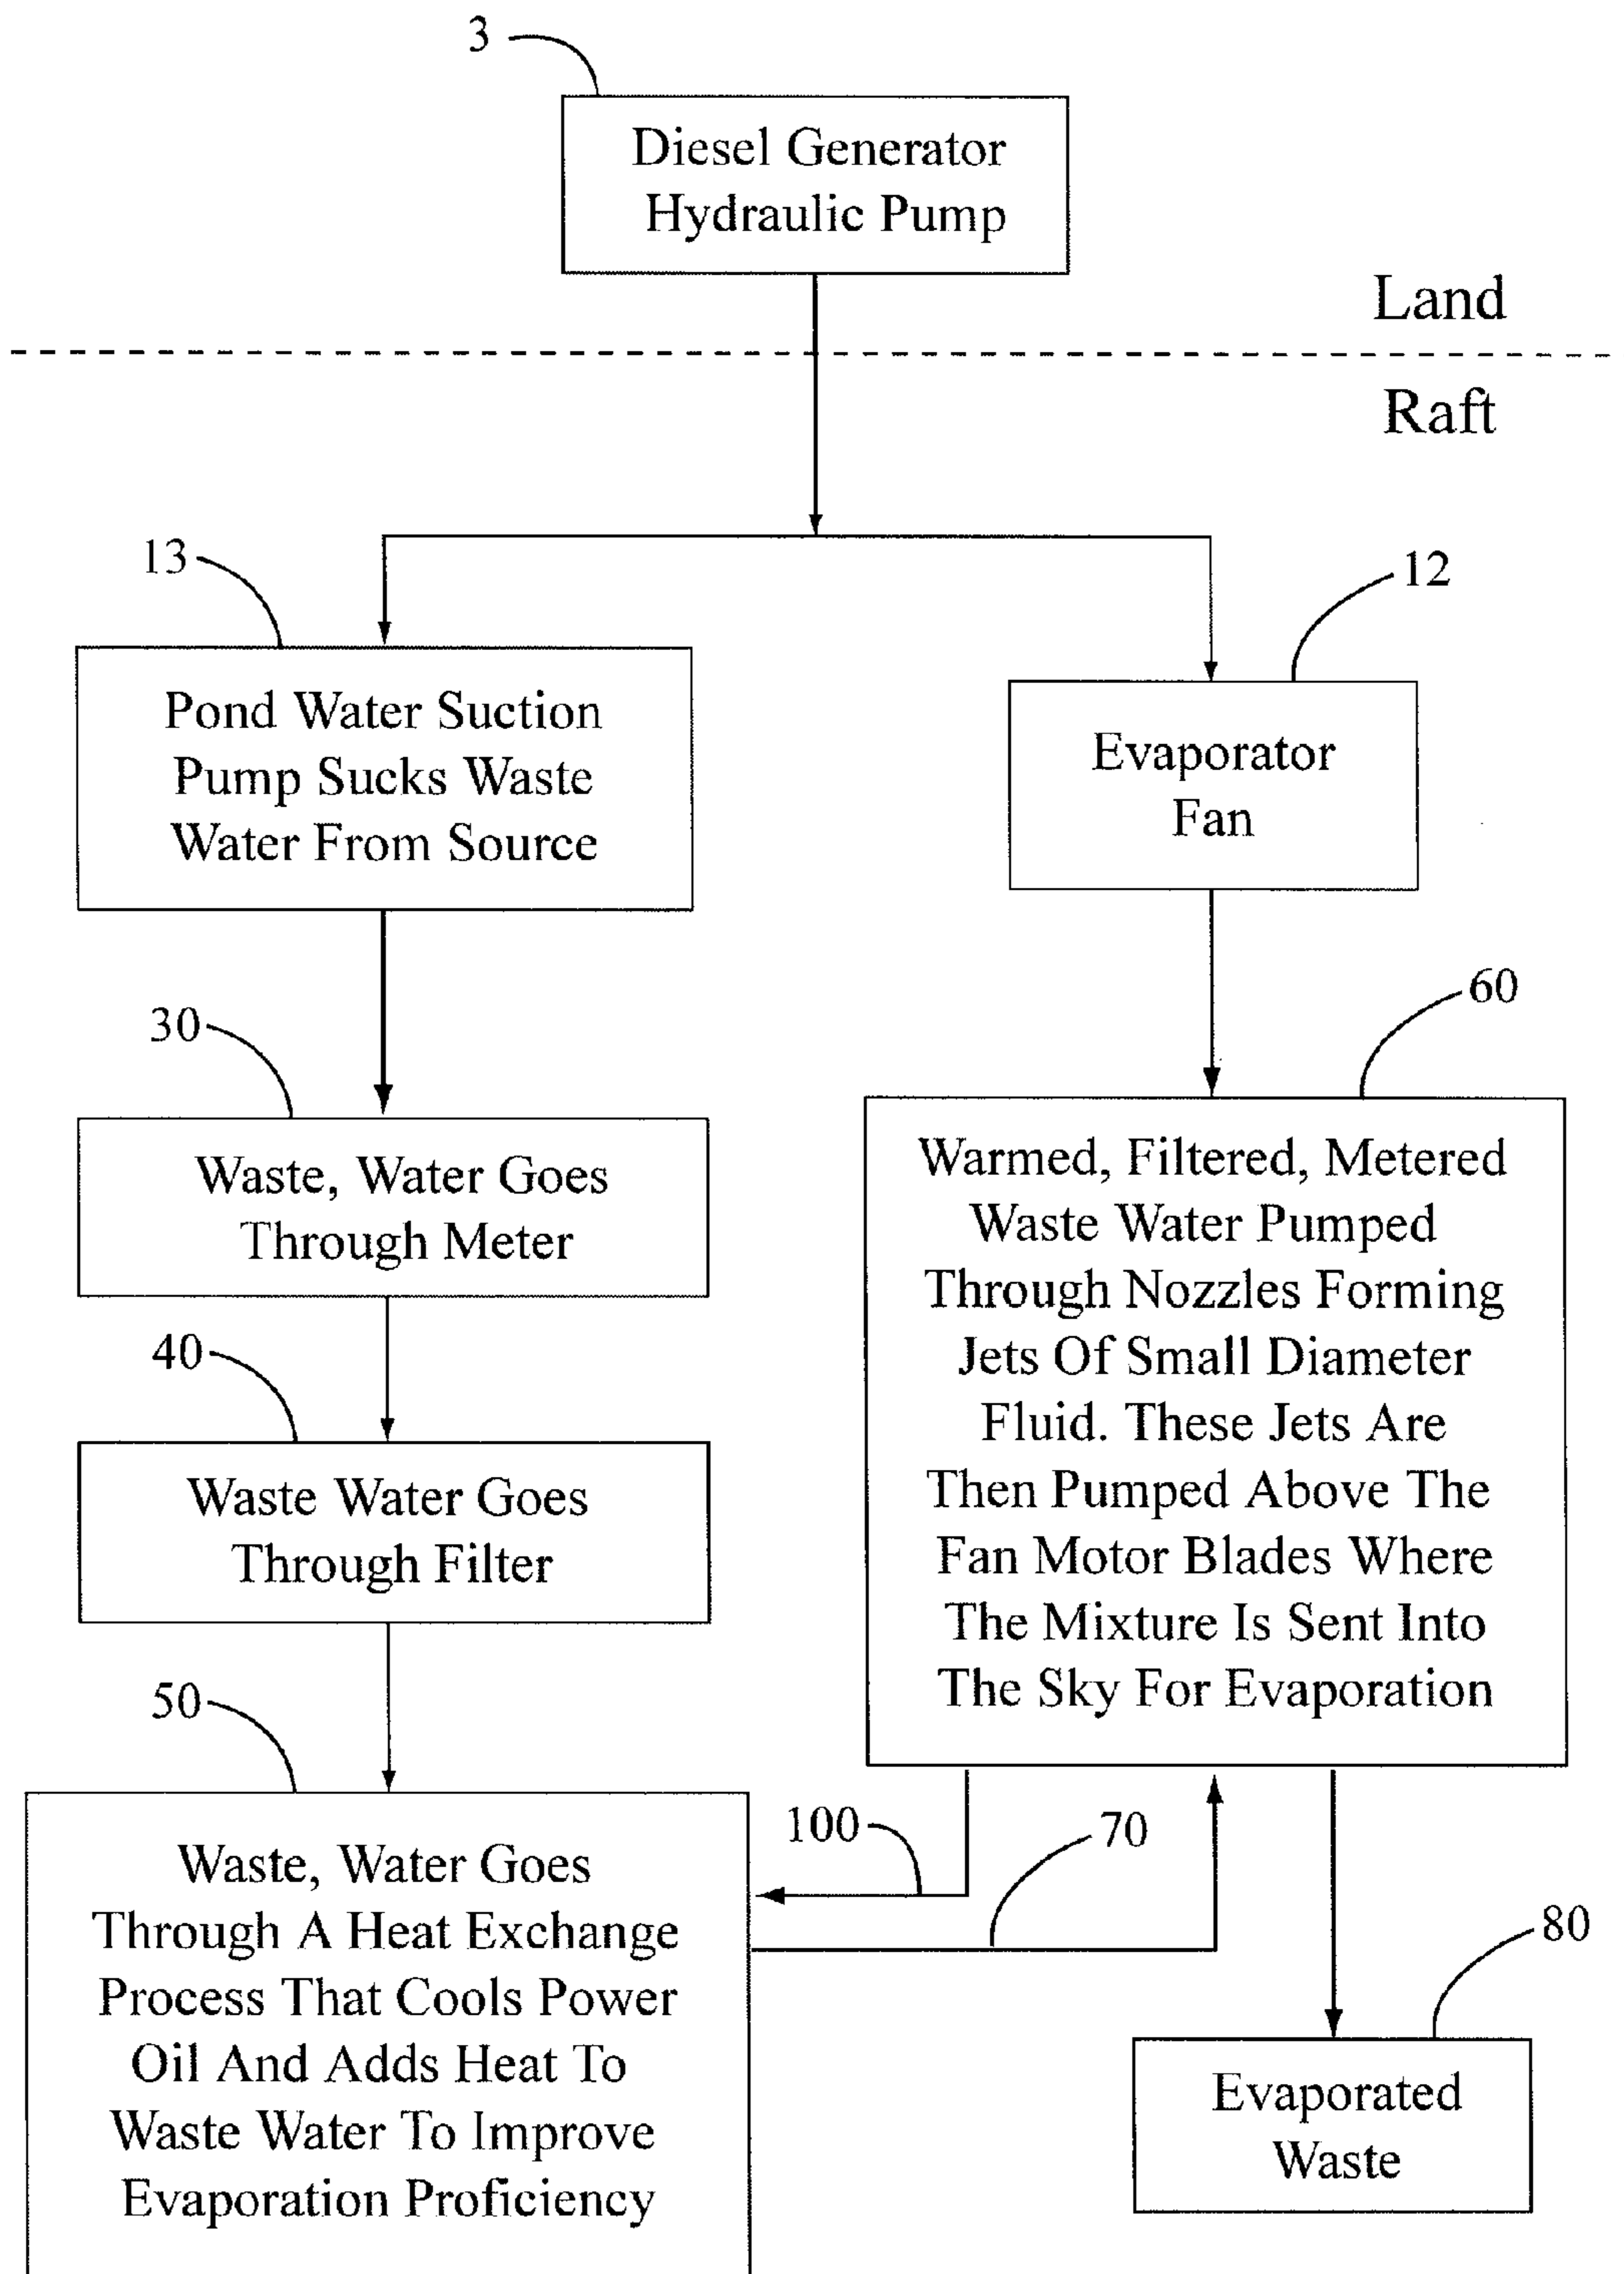 3
Diesel Generator
Hydraulic Pump
Land
Raft
13
12
Pond Water Suction
Pump Sucks Waste
Water From Source
Evaporator
Fan
30
60
Waste, Water Goes
Through Meter
Warmed, Filtered, Metered
Waste Water Pumped
Through Nozzles Forming
Jets Of Small Diameter
Fluid. These Jets Are
Then Pumped Above The
Fan Motor Blades Where
The Mixture Is Sent Into
The Sky For Evaporation
40
Waste Water Goes
Through Filter
50
100
70
Waste, Water Goes
Through A Heat Exchange
Process That Cools Power
Oil And Adds Heat To
Waste Water To Improve
Evaporation Proficiency
80
Evaporated
Waste